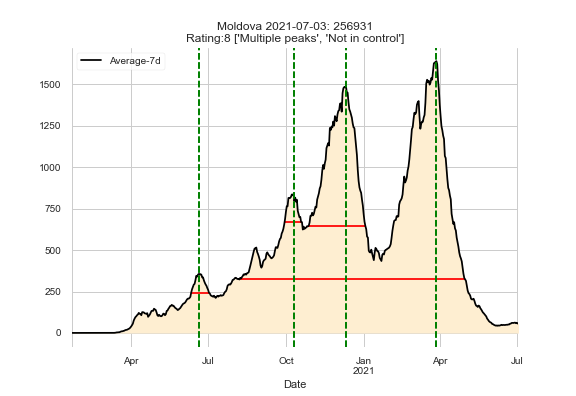 Moldova 2021-07-03: 256931
Rating:8 ['Multiple peaks', 'Not in control']
Average-7d
1500
1250
1000
750
500
250
0
Apr Jul Oct Jan Apr Jul
2021
Date